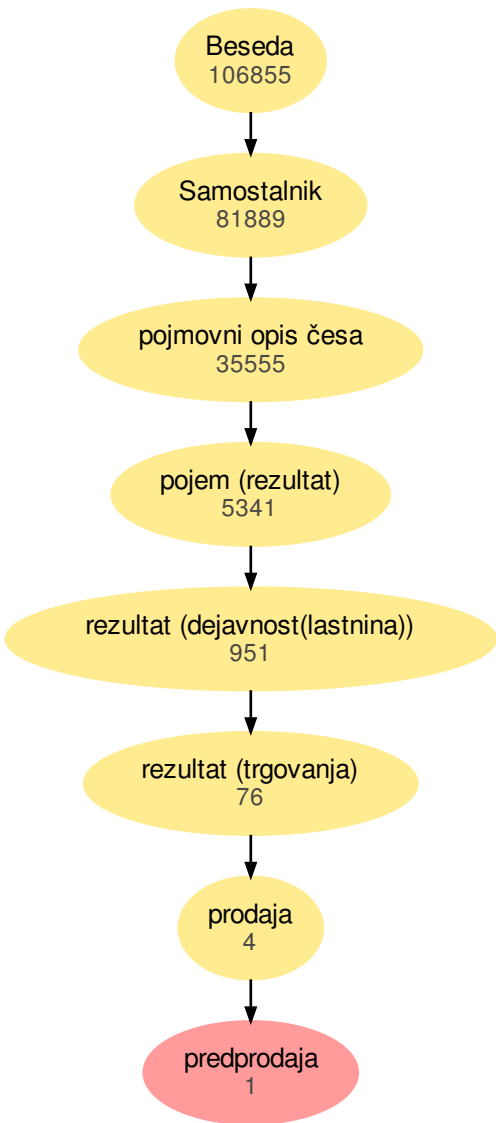 Beseda
106855
Samostalnik
81889
pojmovni opis česa
35555
pojem (rezultat)
5341
rezultat (dejavnost(lastnina))
951
rezultat (trgovanja)
76
prodaja
4
predprodaja
1